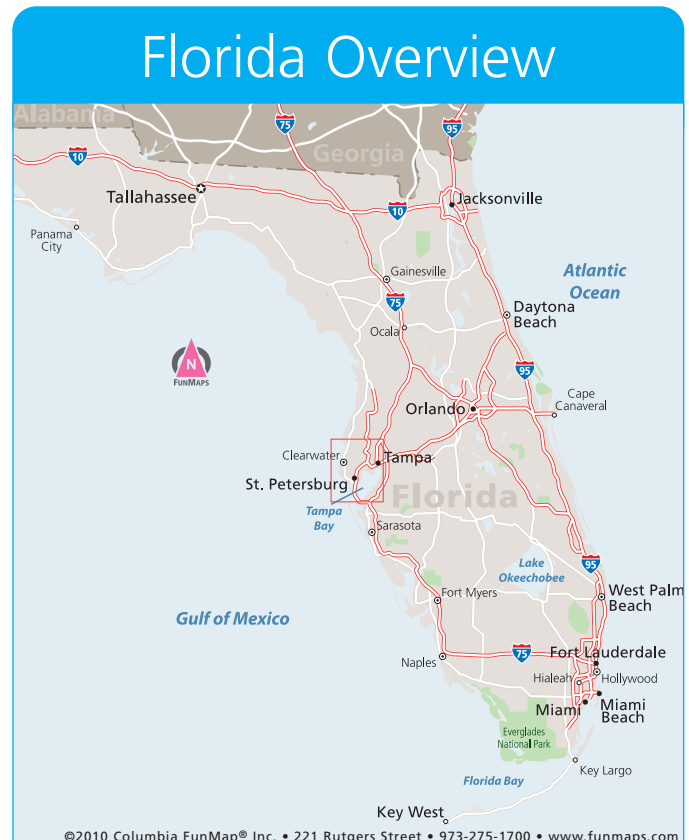 Florida Overview
Alabama
75
95
Georgia
10
Tallahassee
Jacksonville
10
Panama
City
Gainesville
Atlantic
Ocean
75
Daytona
Beach
Ocala
N
FUNMAPS
95
Cape
Canaveral
Orlando
Clearwater
Tampa
St. Petersburg
Florida
Tampa
Bay
Sarasota
Lake
Okeechobee
95
Fort Myers
West Palm
Beach
Gulf of Mexico
75
Fort Lauderdale
Naples
Hialeah
Hollywood
Miami
Miami
Beach
Everglades
National Park
Key Largo
Florida Bay
Key West
©2010 Columbia FunMap® Inc. • 221 Rutgers Street • 973-275-1700 • www.funmaps.com